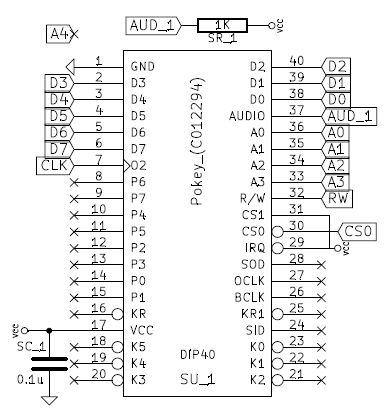 AUD_1 1K vcc
SR_1
A4
1 GND D2 40 D2
D3 2 D3 D1 39 D1
D4 3 D4 D0 38 D0
D5 4 D5 AUDIO 37 AUD_1
D6 5 D6 A0 36 A0
D7 6 D7 A1 35 A1
CLK 7 O2 A2 34 A2
8 P6 A3 33 A3
9 P7 R/W 32 RW
10 P4 CS1 31
11 P5 CS0 30 CS0
12 P2 IRQ 29 vcc
13 P3 SOD 28
14 P0 OCLK 27
15 P1 BCLK 26
16 KR KR1 25
vcc 17 VCC SID 24
18 K5 K0 23
19 K4 K1 22
20 K3 K2 21
Pokey_(C012294)
DIP40
SU_1
SC_1
0.1u